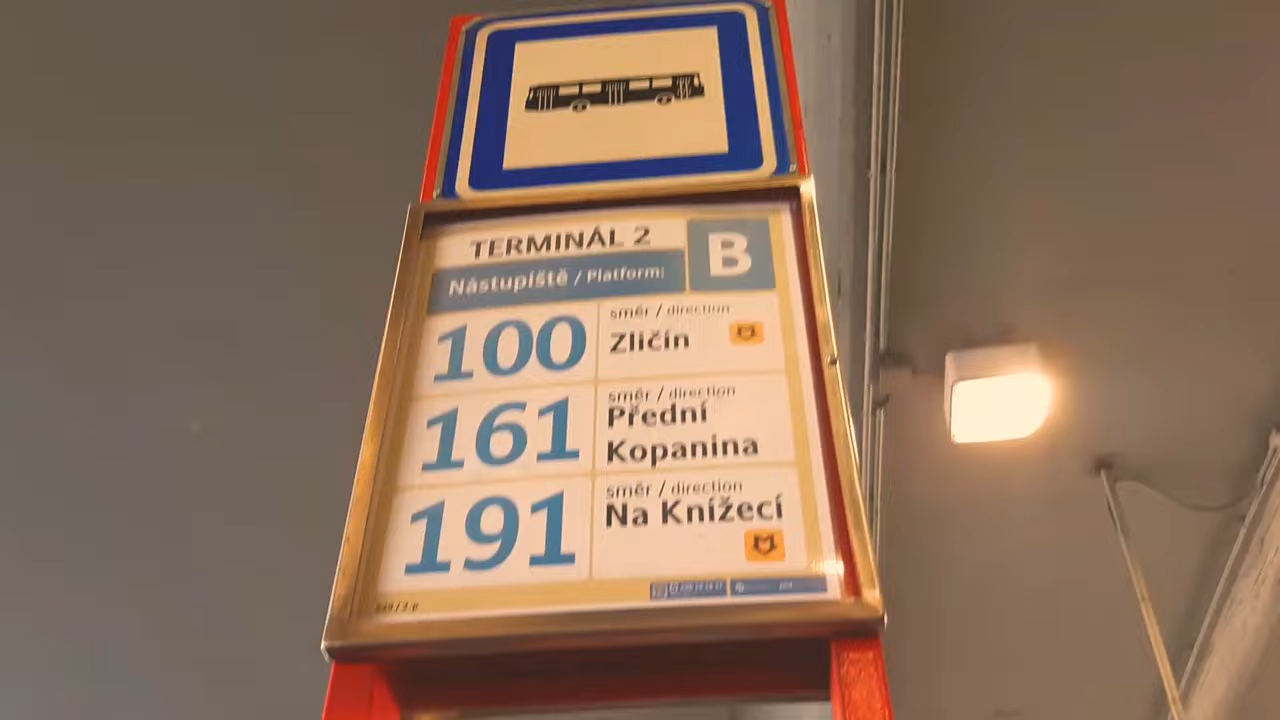 TERMINÁL 2
B
Nástupiště / Platform:
100
směr / direction
Zličín
161
směr / direction
Přední
Kopanina
191
směr / direction
Na Knížecí